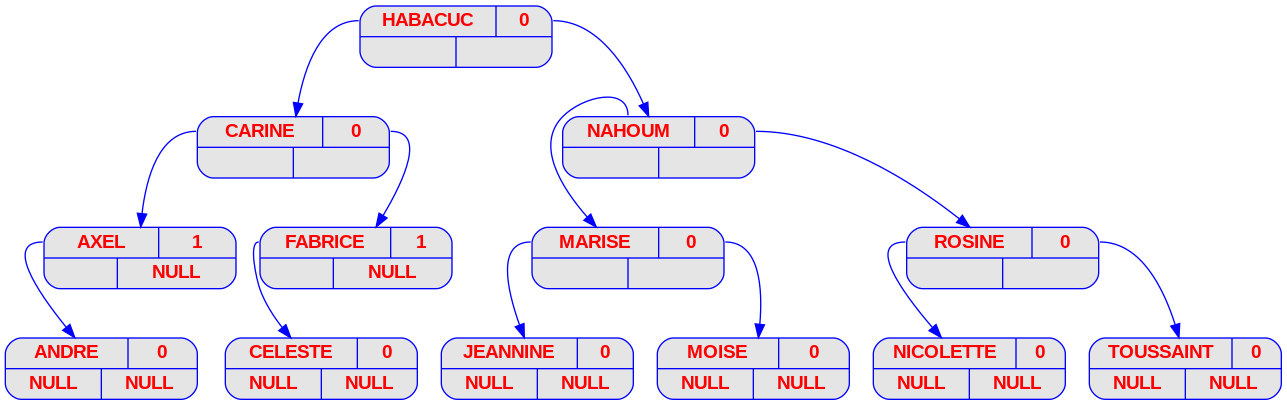 HABACUC 0
CARINE 0
NAHOUM 0
AXEL 1
NULL
FABRICE 1
NULL
MARISE 0
ROSINE 0
ANDRE 0
NULL NULL
CELESTE 0
NULL NULL
JEANNINE 0
NULL NULL
MOISE 0
NULL NULL
NICOLETTE 0
NULL NULL
TOUSSAINT 0
NULL NULL